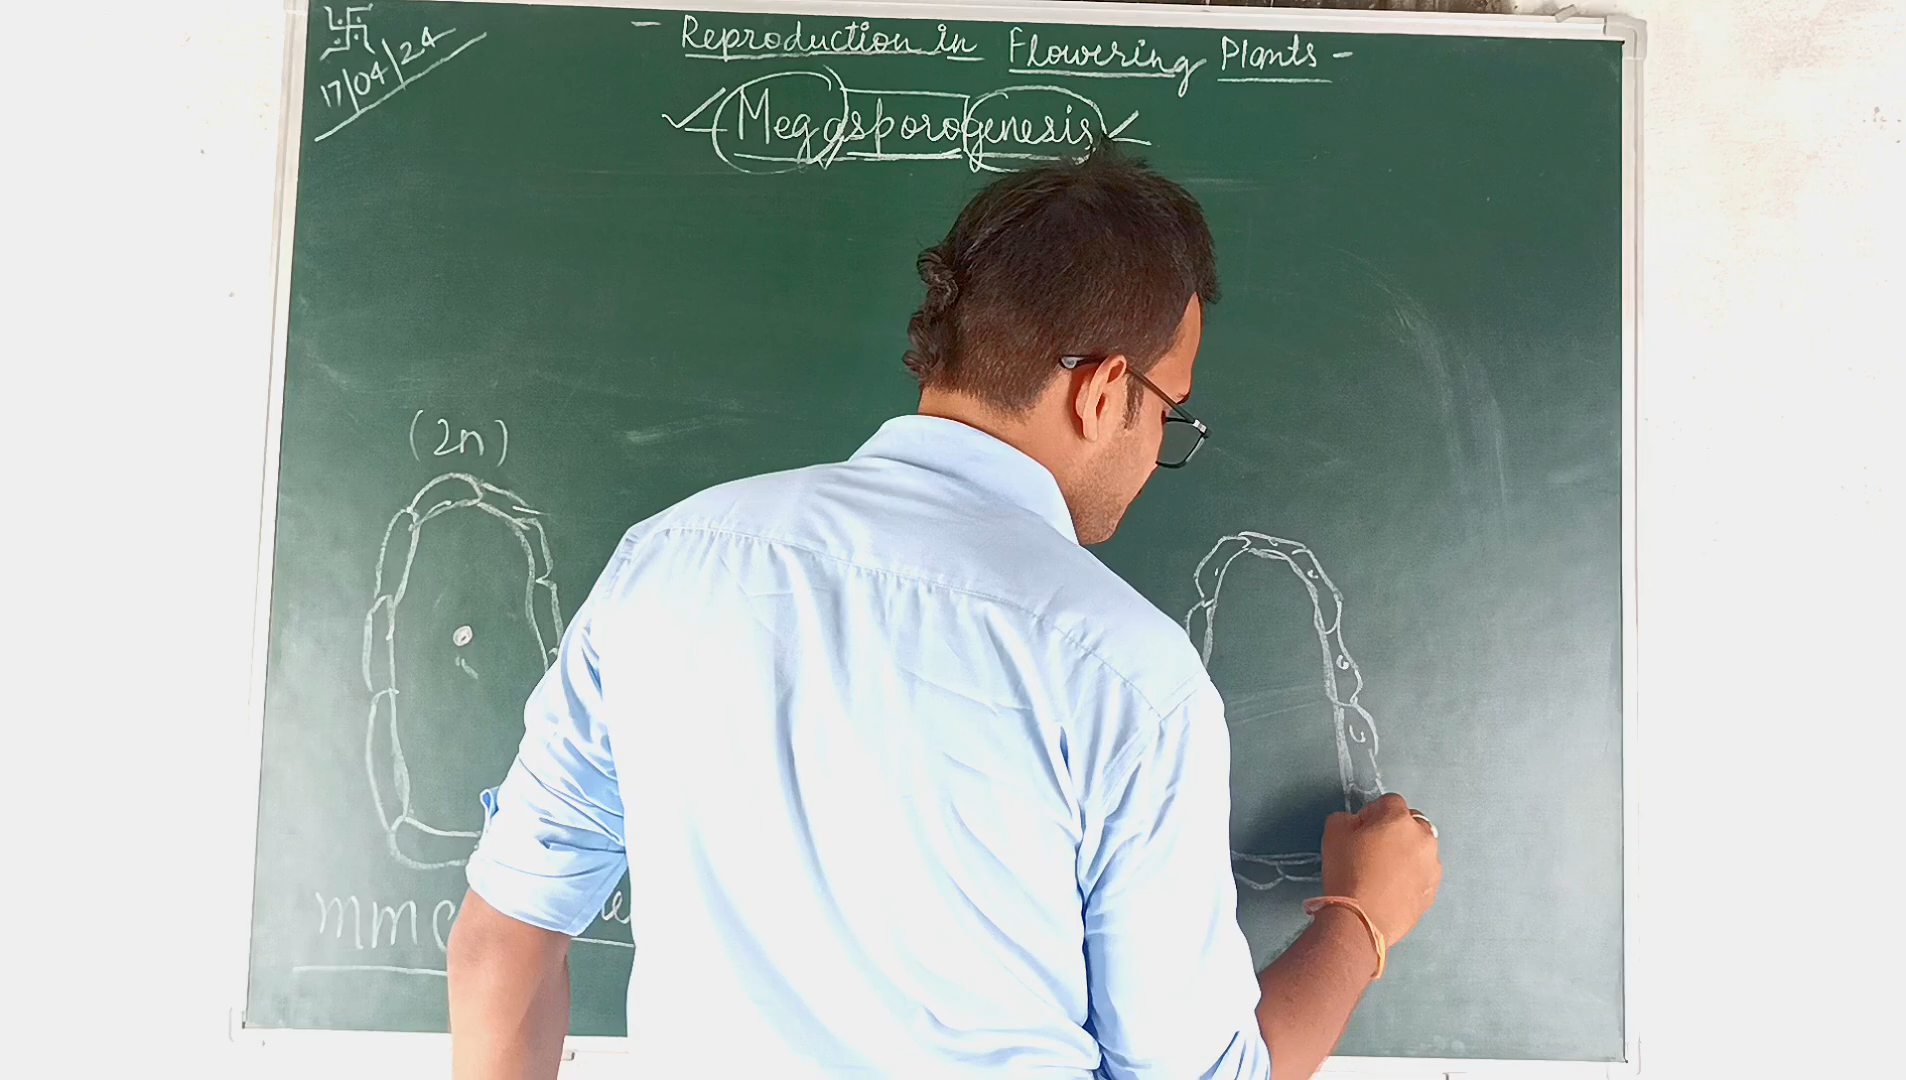 17/04/24
- Reproduction in Flowering Plants -
Megasporogenesis
(2n)
mmc